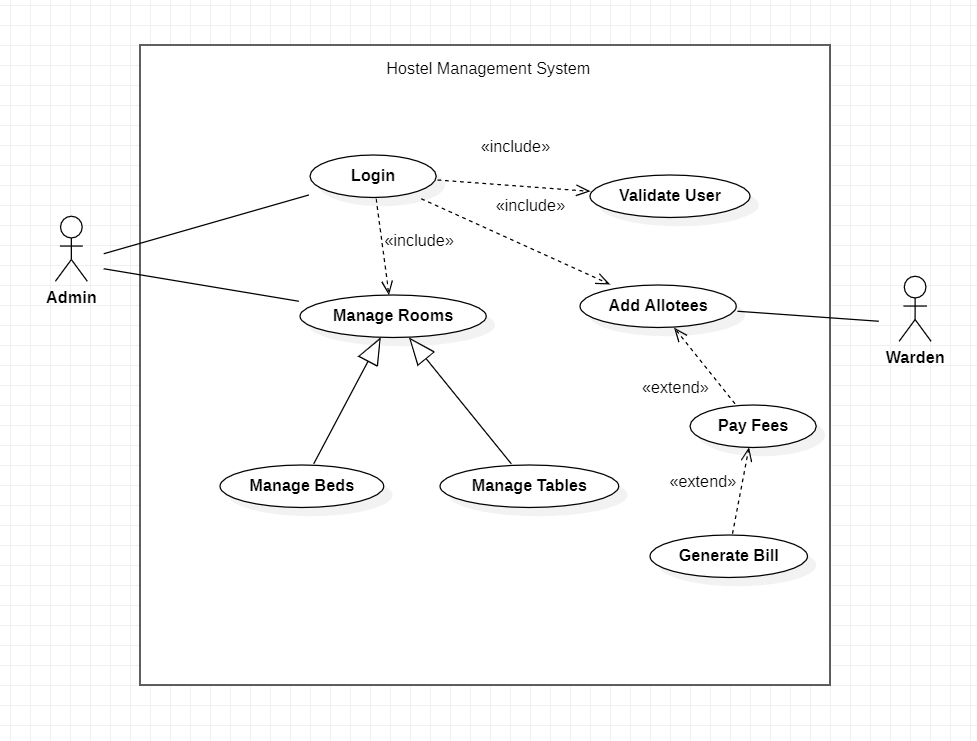 Hostel Management System
«include»
Login
Validate User
«include»
«include»
Admin
Manage Rooms
Add Allotees
Warden
«extend»
Pay Fees
Manage Beds
Manage Tables
«extend»
Generate Bill